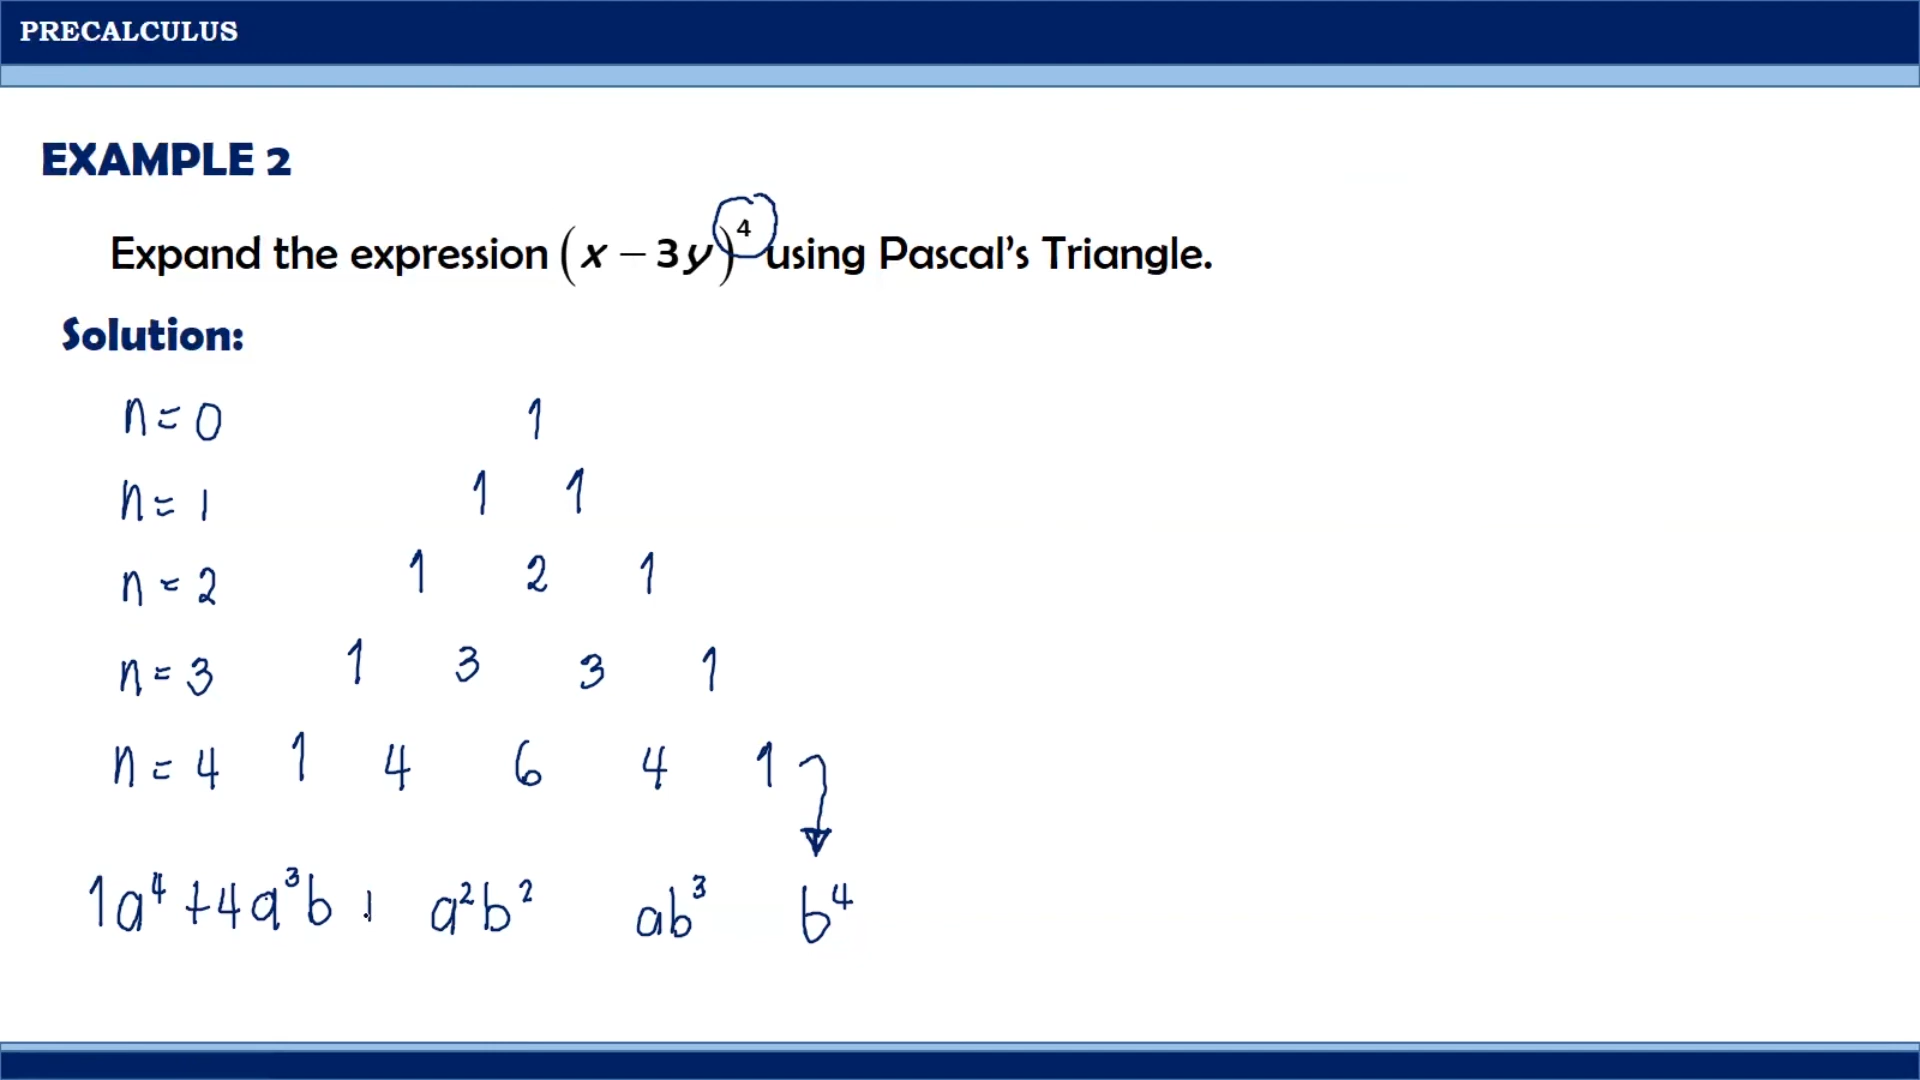 PRECALCULUS
EXAMPLE 2
Expand the expression (x − 3y)⁴ using Pascal’s Triangle.
Solution:
n = 0 1
n = 1 1 1
n = 2 1 2 1
n = 3 1 3 3 1
n = 4 1 4 6 4 1
1a⁴ + 4a³b a²b² ab³ b⁴